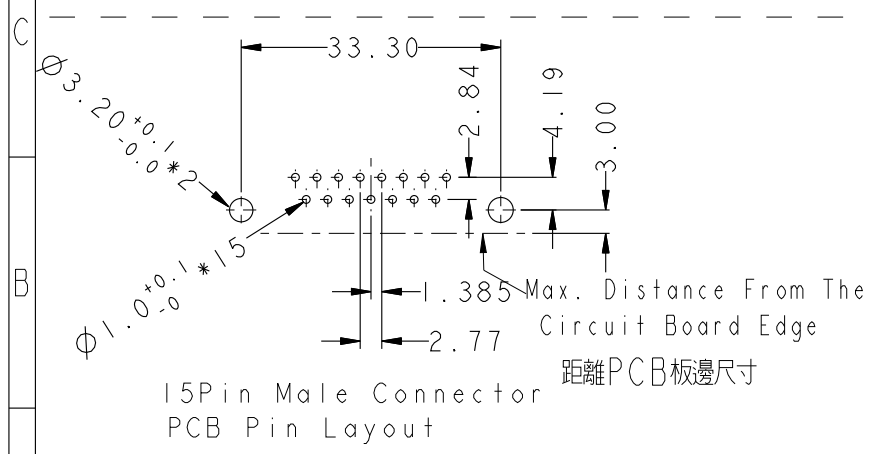 C
33.30
2.84
4.19
3.00
Ø3.20 +0.1 -0.0 *2
B
Ø1.0 +0.1 -0 *15
1.385
2.77
Max. Distance From The
Circuit Board Edge
距離PCB板邊尺寸
15Pin Male Connector
PCB Pin Layout